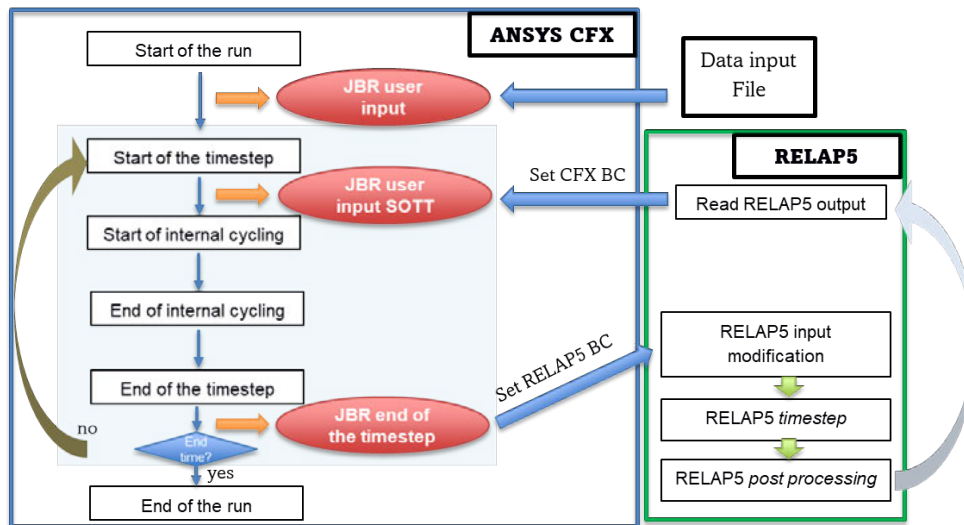 ANSYS CFX
Start of the run
JBR user
input
Data input
File
Start of the timestep
RELAP5
JBR user
input SOTT
Set CFX BC
Read RELAP5 output
Start of internal cycling
End of internal cycling
RELAP5 input
modification
Set RELAP5 BC
End of the timestep
JBR end of
the timestep
RELAP5 timestep
no
End
time?
yes
RELAP5 post processing
End of the run